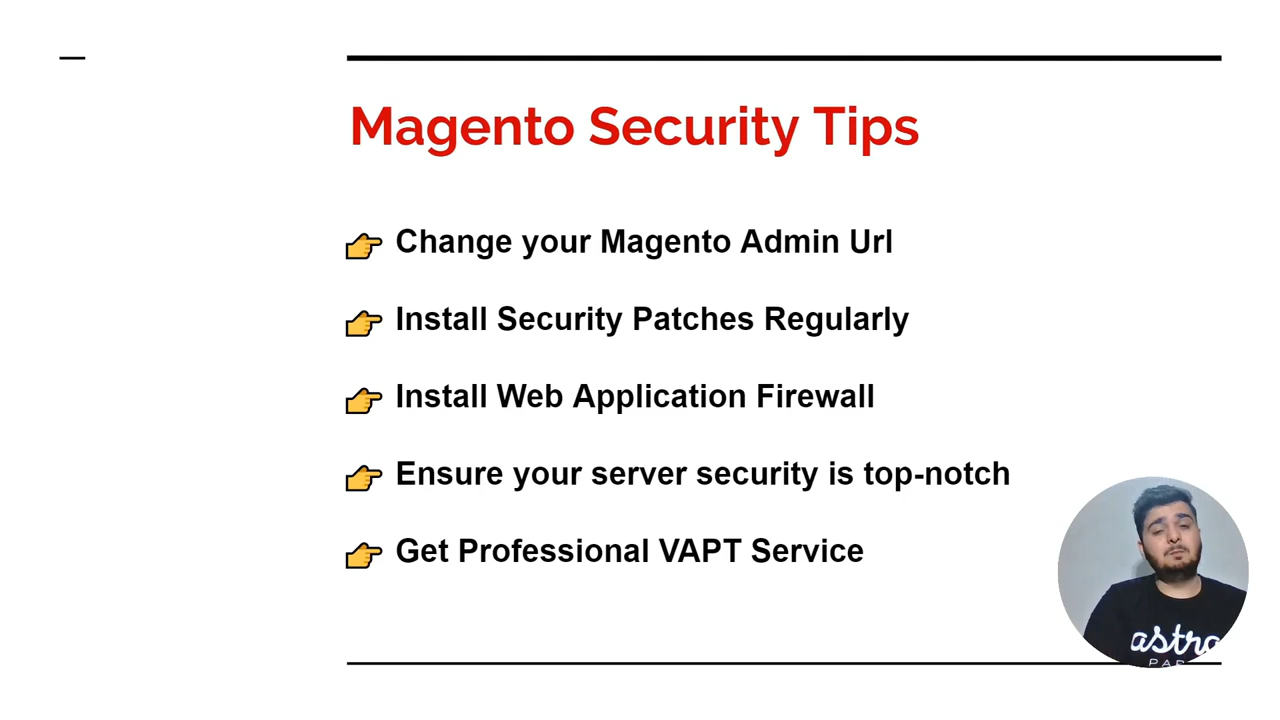 Magento Security Tips
👉 Change your Magento Admin Url
👉 Install Security Patches Regularly
👉 Install Web Application Firewall
👉 Ensure your server security is top-notch
👉 Get Professional VAPT Service
astra